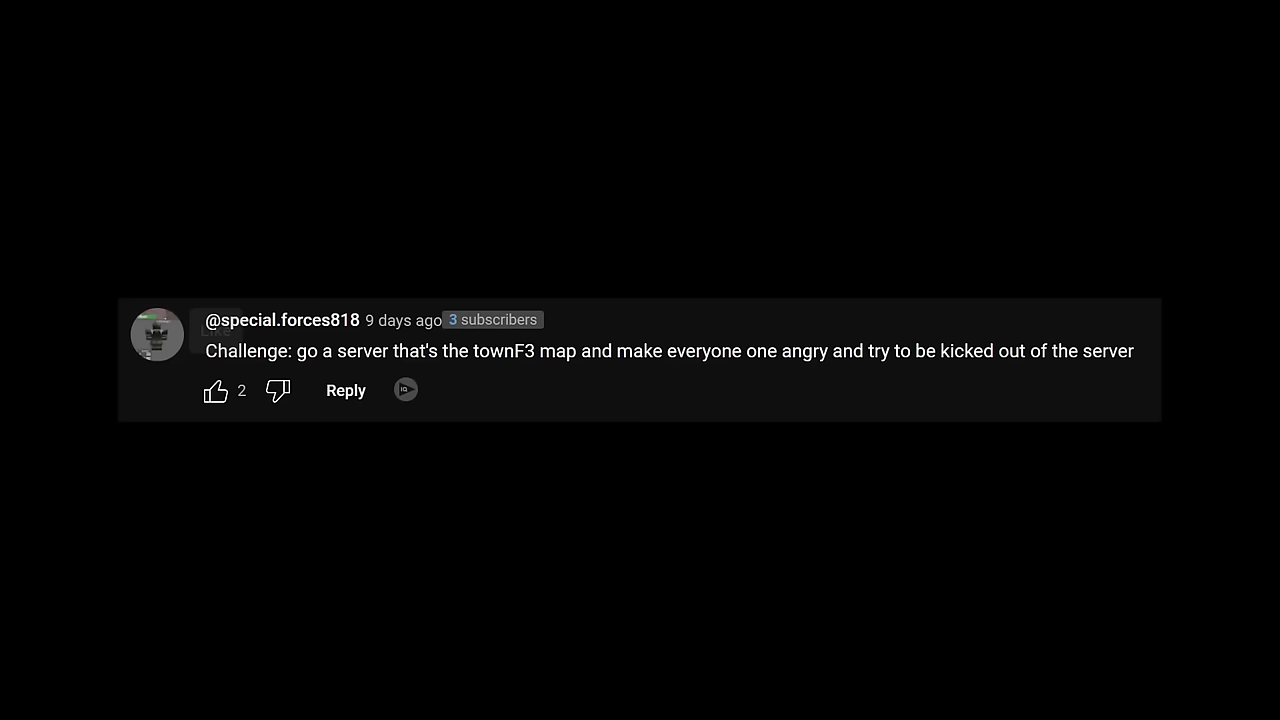 @special.forces818 9 days ago 3 subscribers
Challenge: go a server that's the townF3 map and make everyone one angry and try to be kicked out of the server
2 Reply